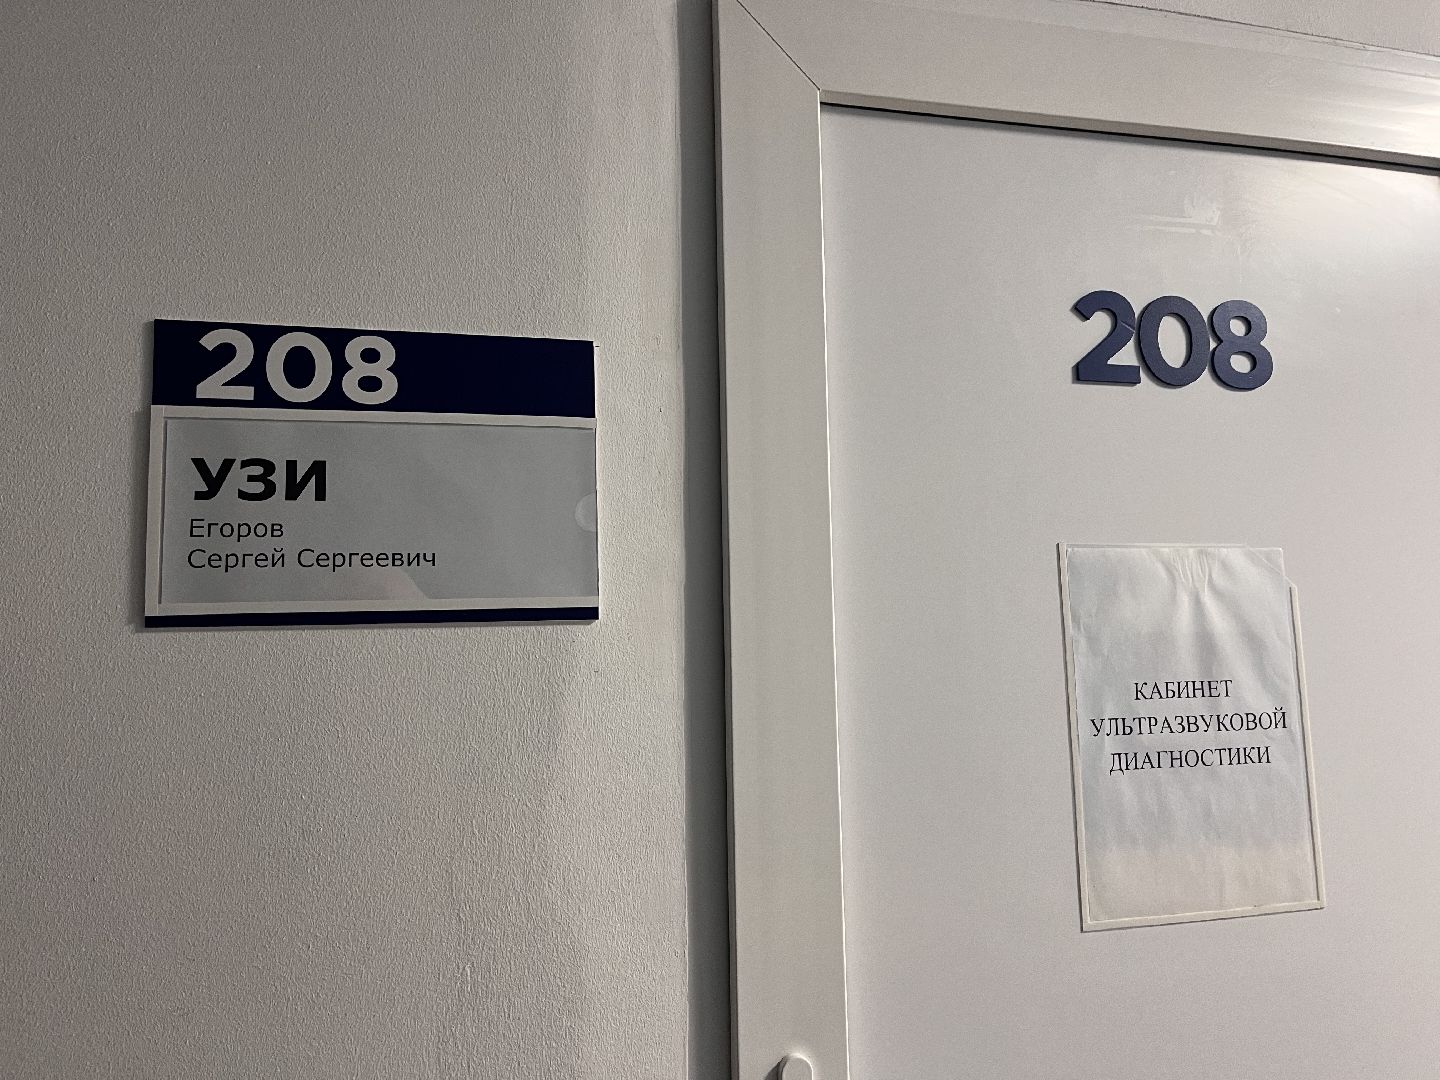 208
УЗИ
Егоров
Сергей Сергеевич
208
КАБИНЕТ
УЛЬТРАЗВУКОВОЙ
ДИАГНОСТИКИ